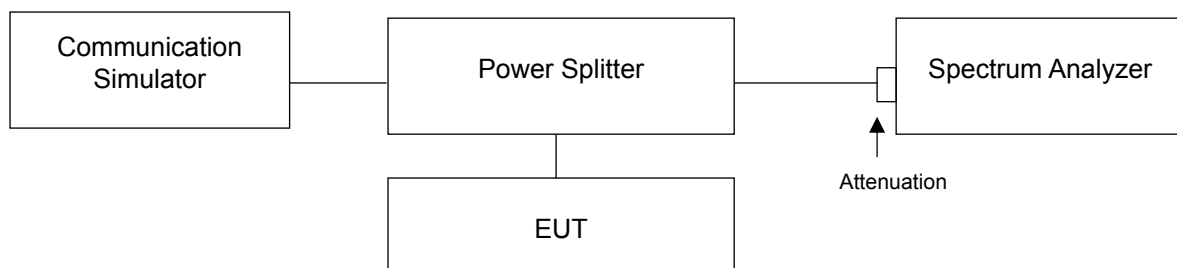 Communication
Simulator
Power Splitter
Spectrum Analyzer
Attenuation
EUT